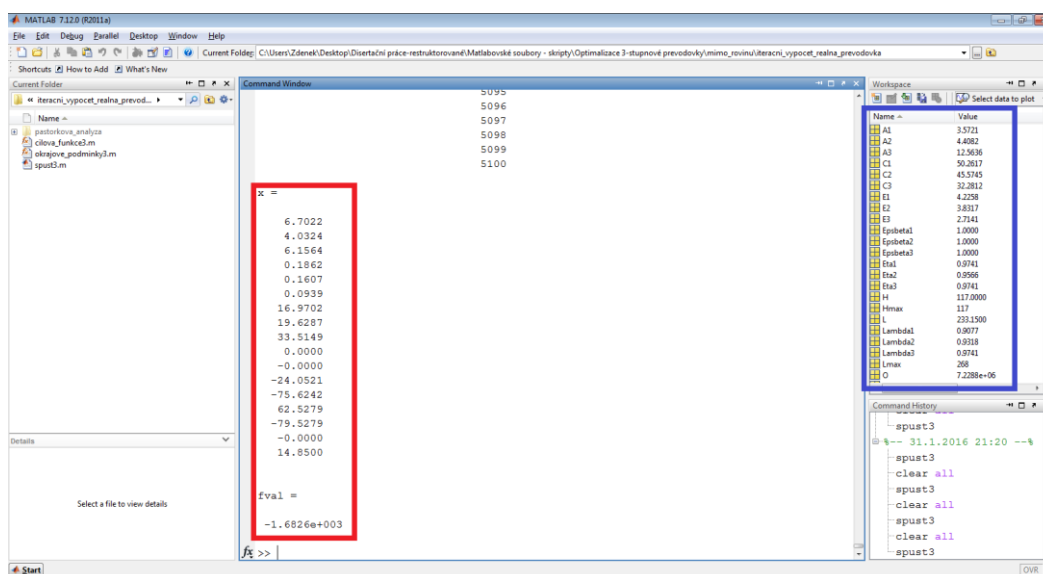 MATLAB 7.12.0 (R2011a)
File Edit Debug Parallel Desktop Window Help
Current Folder: C:\Users\Zdenek\Desktop\Disertační práce-restruktorované\Matlabovské soubory - skripty\Optimalizace 3-stupnové prevodovky\mimo_rovinu\iteracni_vypocet_realna_prevodovka
Shortcuts How to Add What's New
Current Folder
« iteracni_vypocet_realna_prevod...
Name
pastorkova_analyza
cilova_funkce3.m
okrajove_podminky3.m
spust3.m
Details
Select a file to view details
Command Window
5095
5096
5097
5098
5099
5100
x =
6.7022
4.0324
6.1564
0.1862
0.1607
0.0939
16.9702
19.6287
33.5149
0.0000
-0.0000
-24.0521
-75.6242
62.5279
-79.5279
-0.0000
14.8500
fval =
-1.6826e+003
fx >>
Workspace
Select data to plot
Name Value
A1 3.5721
A2 4.4082
A3 12.5636
C1 50.2617
C2 45.5745
C3 32.2812
E1 4.2258
E2 3.8317
E3 2.7141
Epsbeta1 1.0000
Epsbeta2 1.0000
Epsbeta3 1.0000
Eta1 0.9741
Eta2 0.9566
Eta3 0.9741
H 117.0000
Hmax 117
L 233.1500
Lambda1 0.9077
Lambda2 0.9318
Lambda3 0.9741
Lmax 268
O 7.2288e+06
Command History
clear all
spust3
%-- 31.1.2016 21:20 --%
spust3
clear all
spust3
clear all
spust3
clear all
spust3
Start
OVR